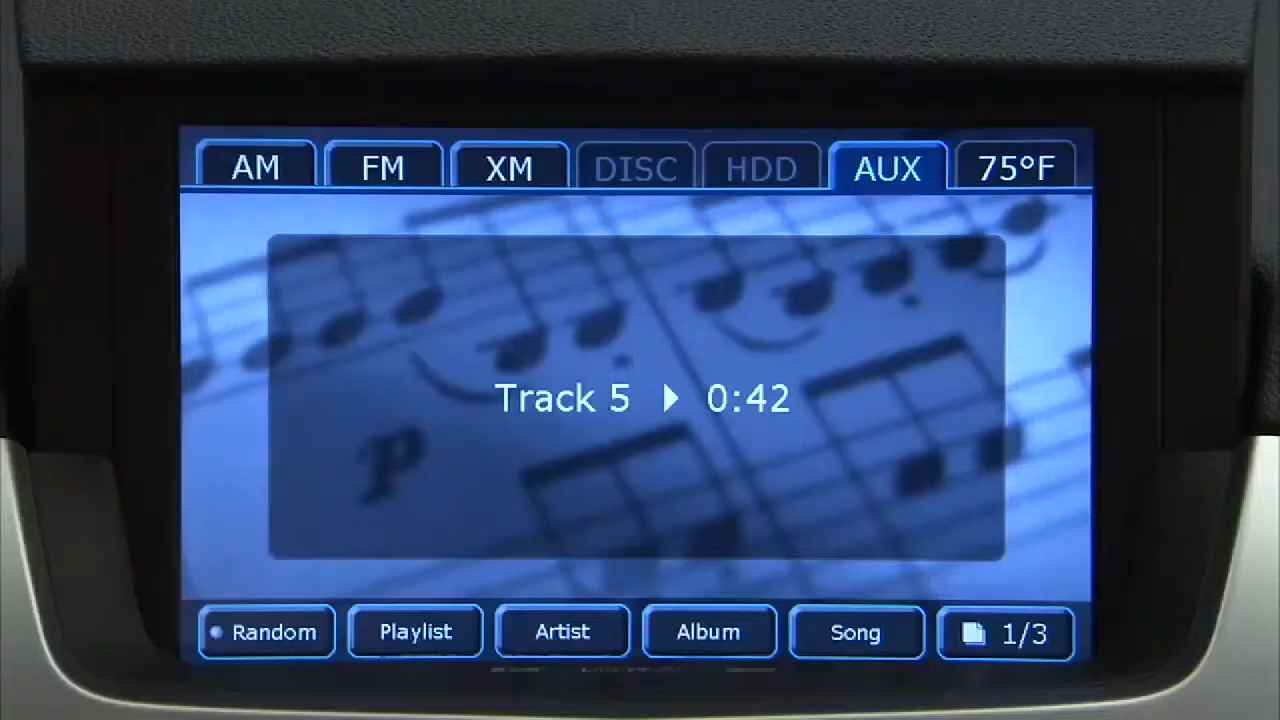 AM FM XM DISC HDD AUX 75°F
Track 5 0:42
Random Playlist Artist Album Song 1/3